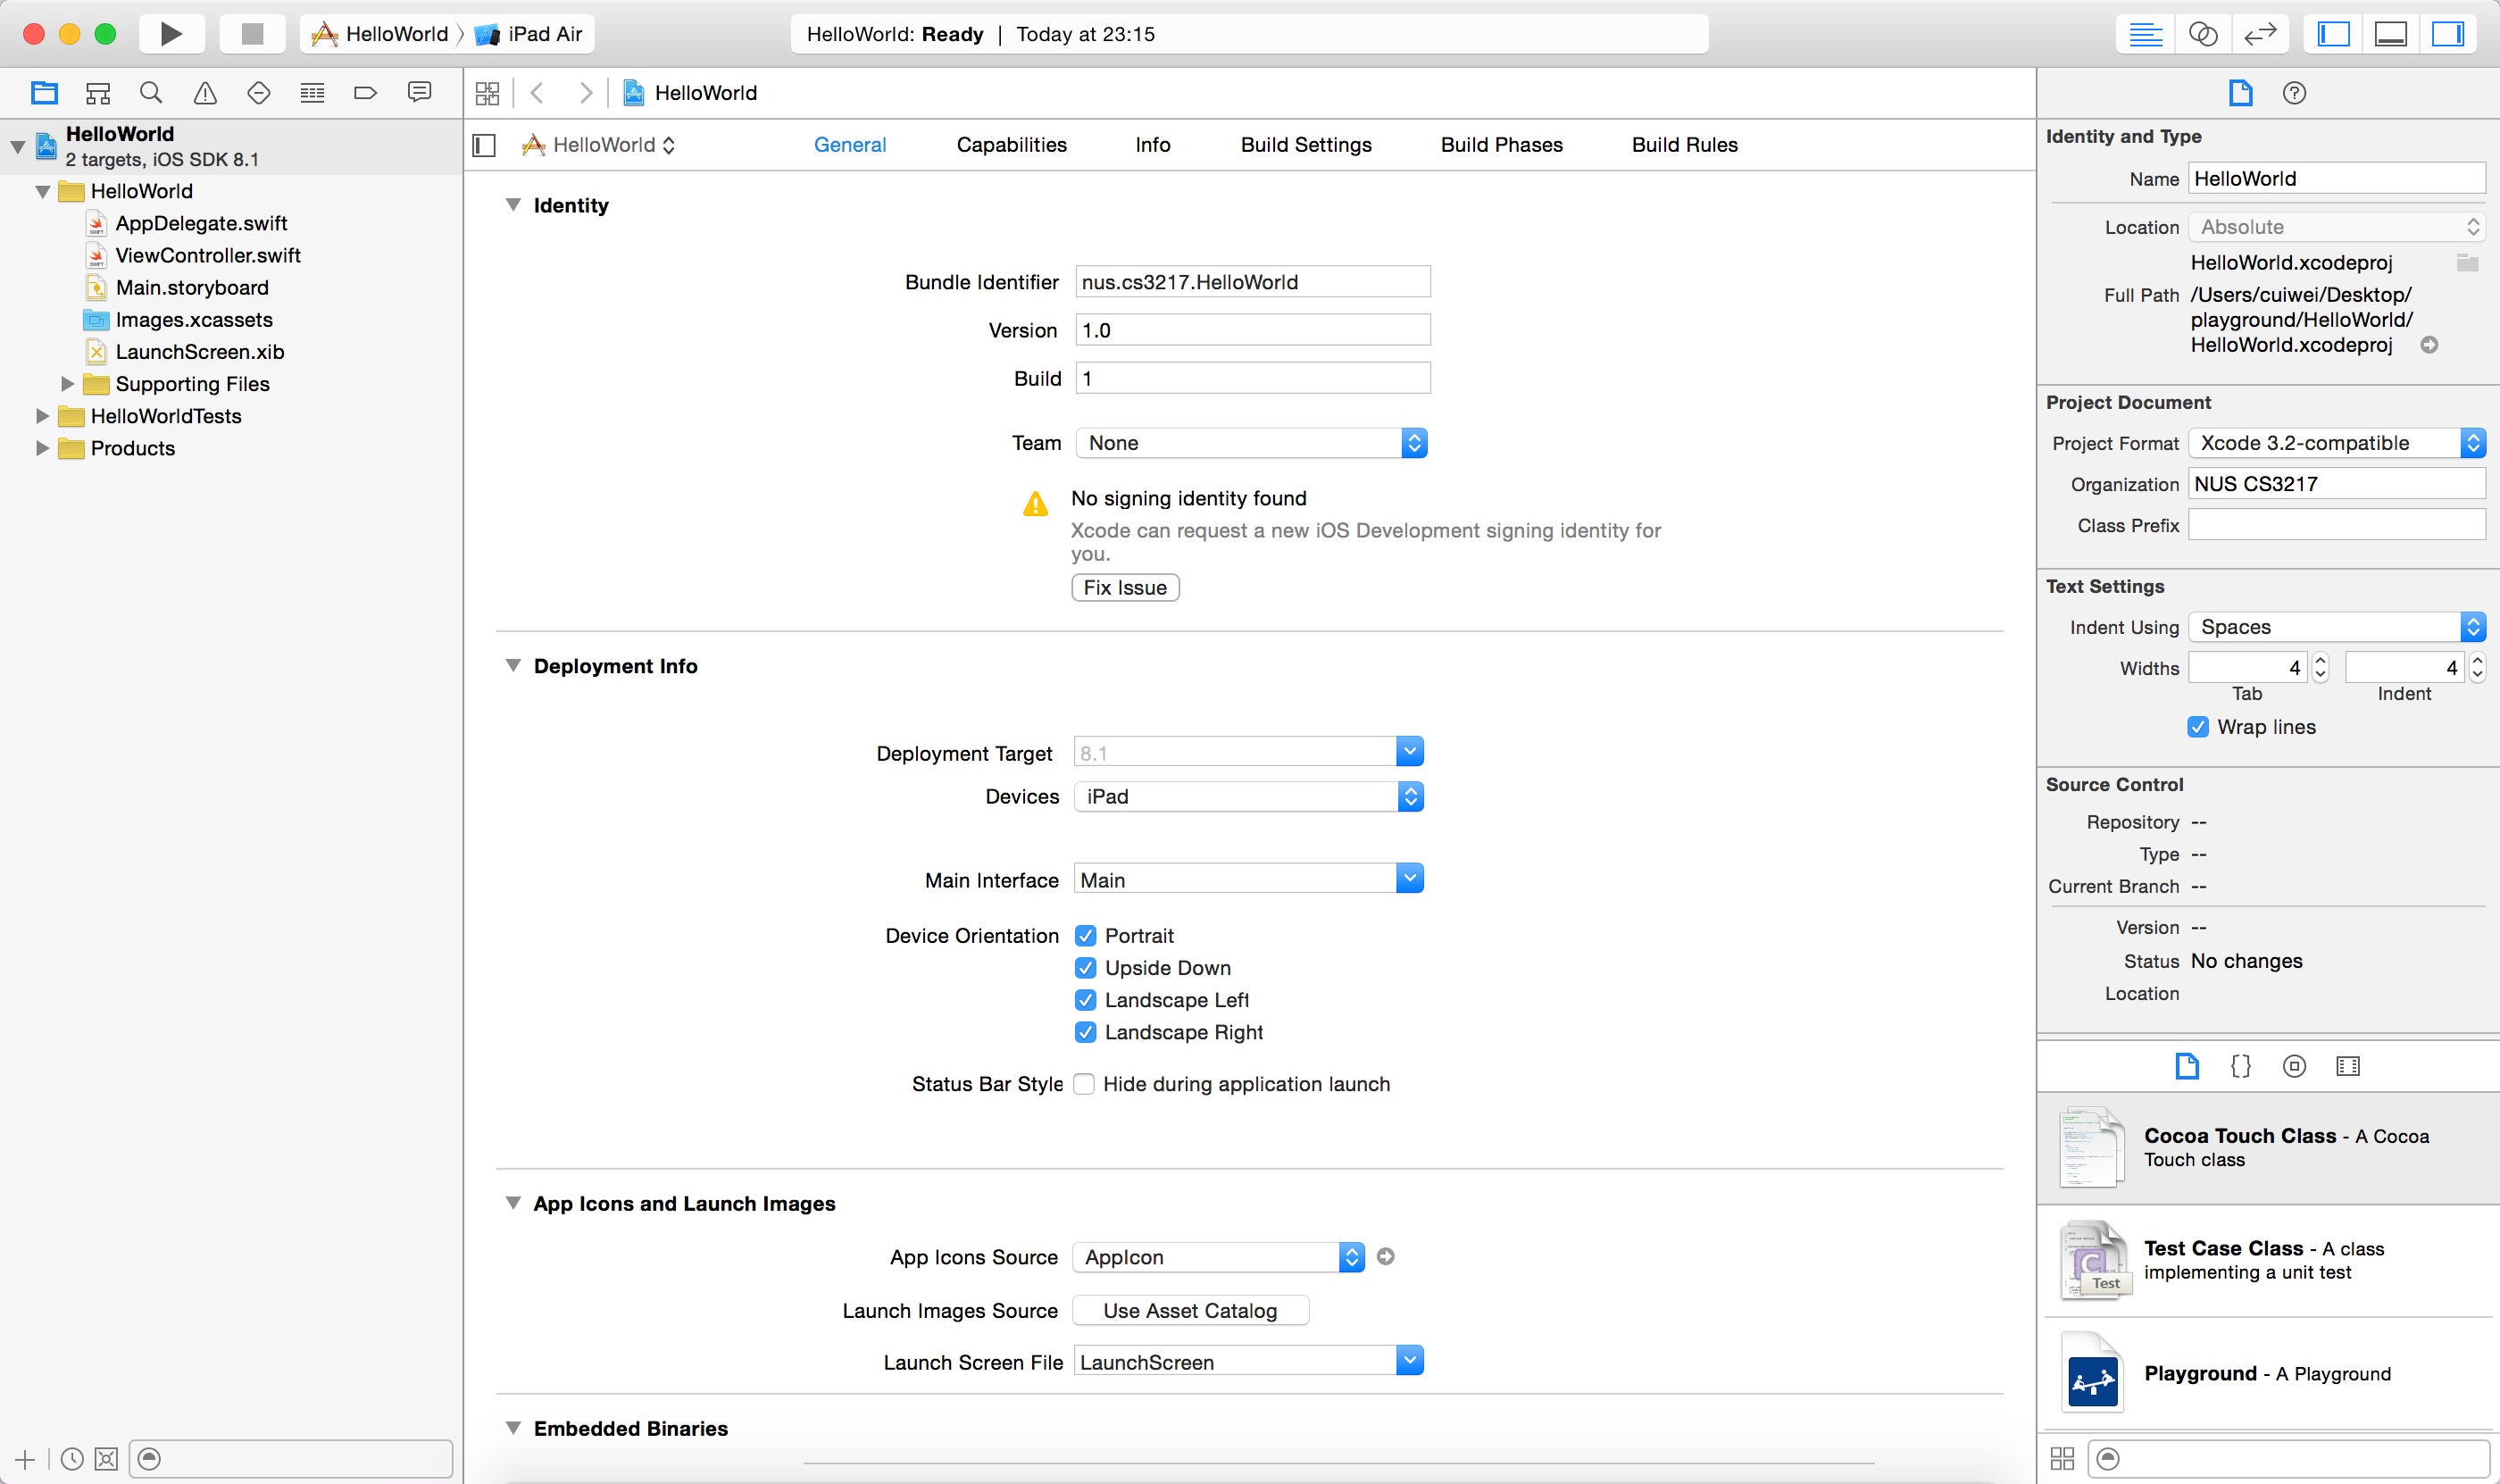 HelloWorld
iPad Air
HelloWorld: Ready | Today at 23:15
HelloWorld
2 targets, iOS SDK 8.1
HelloWorld
AppDelegate.swift
ViewController.swift
Main.storyboard
Images.xcassets
LaunchScreen.xib
Supporting Files
HelloWorldTests
Products
HelloWorld
HelloWorld
General
Capabilities
Info
Build Settings
Build Phases
Build Rules
Identity
Bundle Identifier nus.cs3217.HelloWorld
Version 1.0
Build 1
Team None
No signing identity found
Xcode can request a new iOS Development signing identity for
you.
Fix Issue
Deployment Info
Deployment Target 8.1
Devices iPad
Main Interface Main
Device Orientation Portrait
Upside Down
Landscape Left
Landscape Right
Status Bar Style Hide during application launch
App Icons and Launch Images
App Icons Source AppIcon
Launch Images Source Use Asset Catalog
Launch Screen File LaunchScreen
Embedded Binaries
Identity and Type
Name HelloWorld
Location Absolute
HelloWorld.xcodeproj
Full Path /Users/cuiwei/Desktop/
playground/HelloWorld/
HelloWorld.xcodeproj
Project Document
Project Format Xcode 3.2-compatible
Organization NUS CS3217
Class Prefix
Text Settings
Indent Using Spaces
Widths 4 4
Tab Indent
Wrap lines
Source Control
Repository --
Type --
Current Branch --
Version --
Status No changes
Location
Cocoa Touch Class - A Cocoa
Touch class
Test Case Class - A class
implementing a unit test
Test
Playground - A Playground